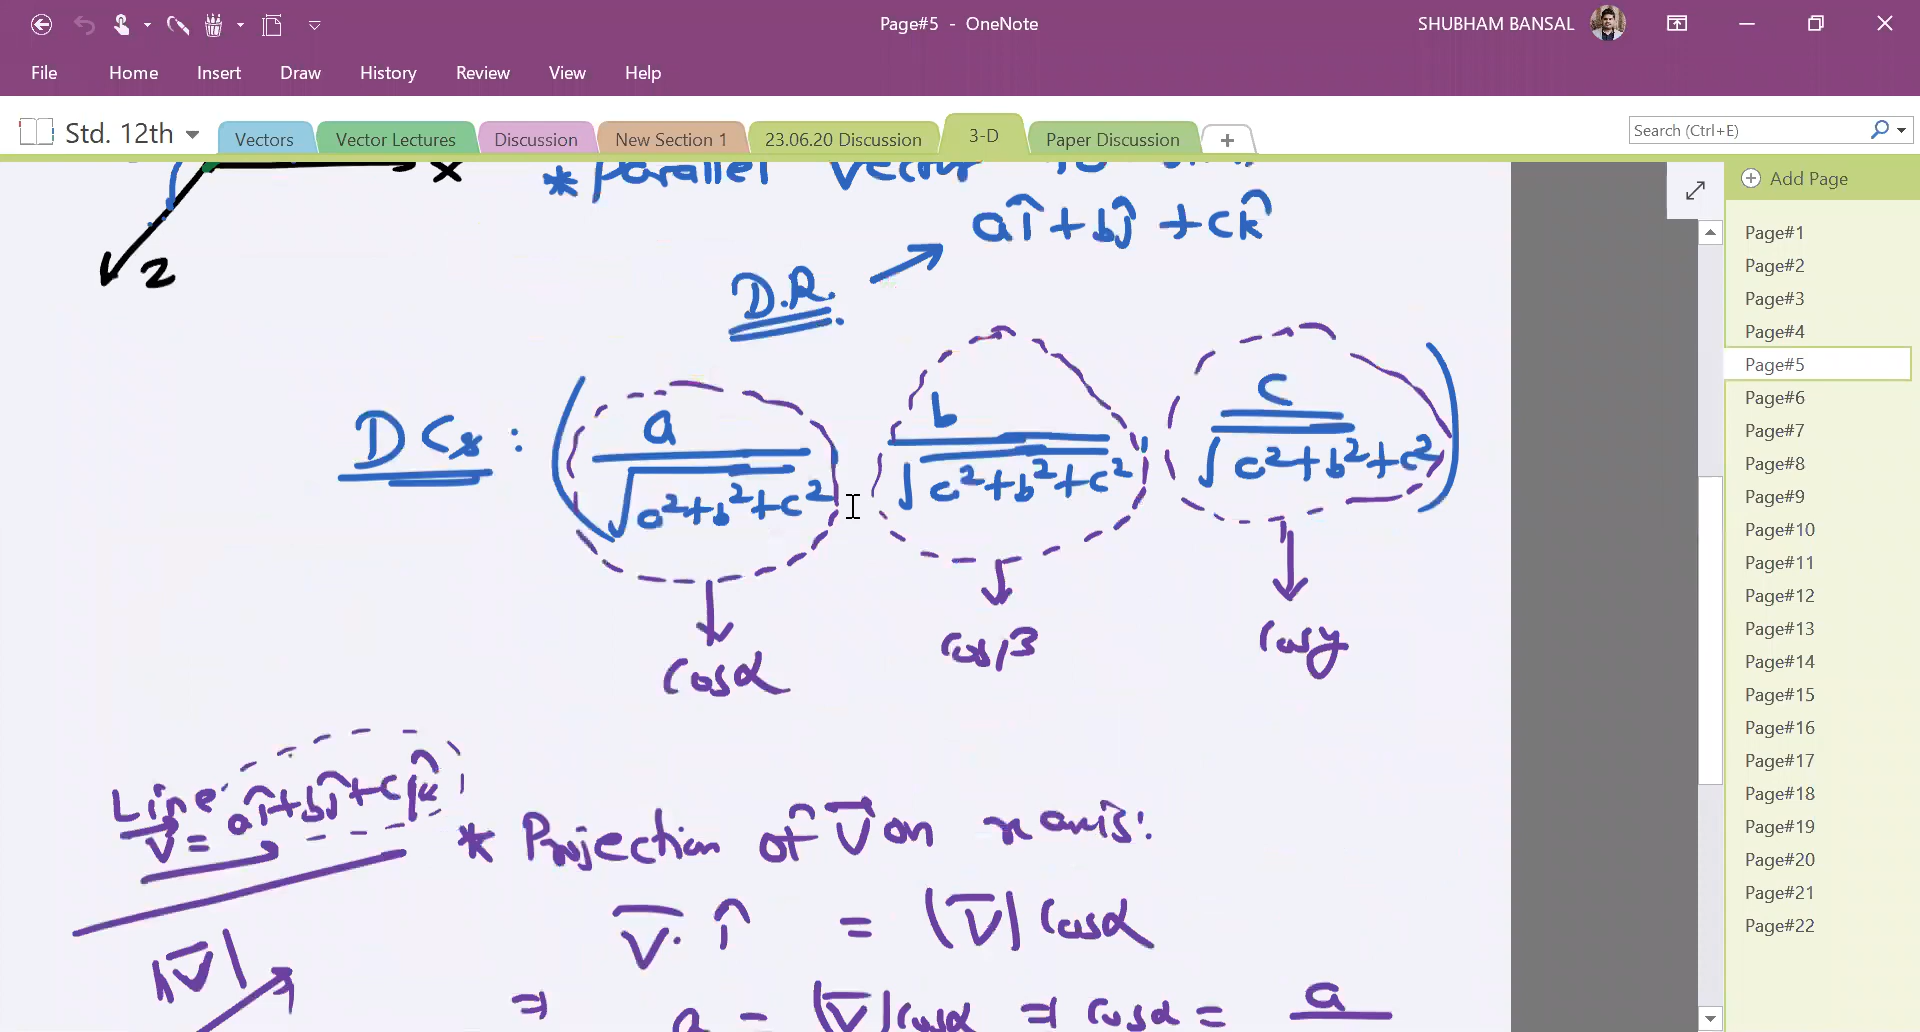 Page#5 - OneNote
SHUBHAM BANSAL
File Home Insert Draw History Review View Help
Std. 12th
Vectors
Vector Lectures
Discussion
New Section 1
23.06.20 Discussion
3-D
Paper Discussion
+
Search (Ctrl+E)
Add Page
Page#1
Page#2
Page#3
Page#4
Page#5
Page#6
Page#7
Page#8
Page#9
Page#10
Page#11
Page#12
Page#13
Page#14
Page#15
Page#16
Page#17
Page#18
Page#19
Page#20
Page#21
Page#22
x
* Parallel Vector to
aî + bĵ + ck̂
z
D.R.
DCs : ( a/√(a²+b²+c²) , b/√(c²+b²+c²) , c/√(c²+b²+c²) )
Cosα Cosβ Cosγ
Line
V⃗ = aî+bĵ+ck̂
* Projection of V⃗ on x axis:
V̅. î = |V̅| Cosα
|V̅|
⇒ a = |V̅| Cosα ⇒ Cosα = a